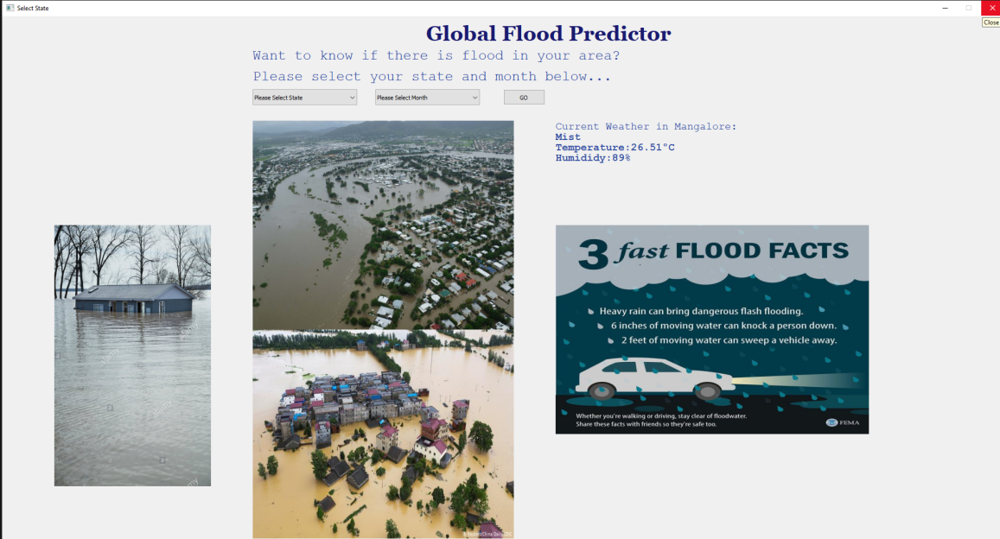 Select State
Close
Global Flood Predictor
Want to know if there is flood in your area?
Please select your state and month below...
Please Select State
Please Select Month
GO
Current Weather in Mangalore:
Mist
Temperature:26.51°C
Humididy:89%
3 fast FLOOD FACTS
Heavy rain can bring dangerous flash flooding.
6 inches of moving water can knock a person down.
2 feet of moving water can sweep a vehicle away.
Whether you're walking or driving, stay clear of floodwater.
Share these facts with friends so they're safe too.
FEMA